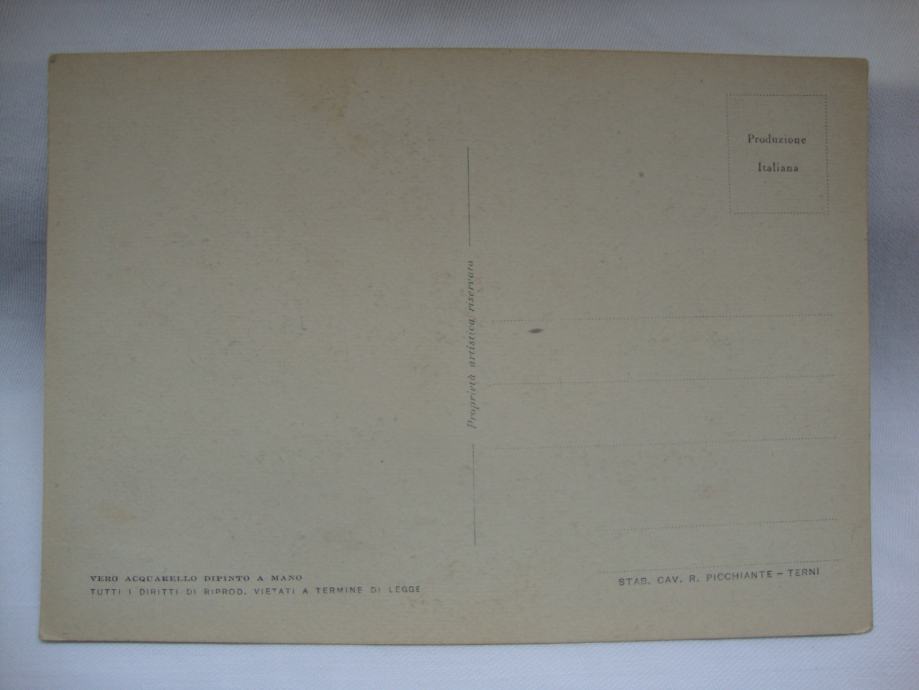 Produzione
Italiana
Proprietà artistica riservata
VERO ACQUARELLO DIPINTO A MANO
TUTTI I DIRITTI DI RIPROD. VIETATI A TERMINE DI LEGGE
STAB. CAV. R. PICCHIANTE - TERNI